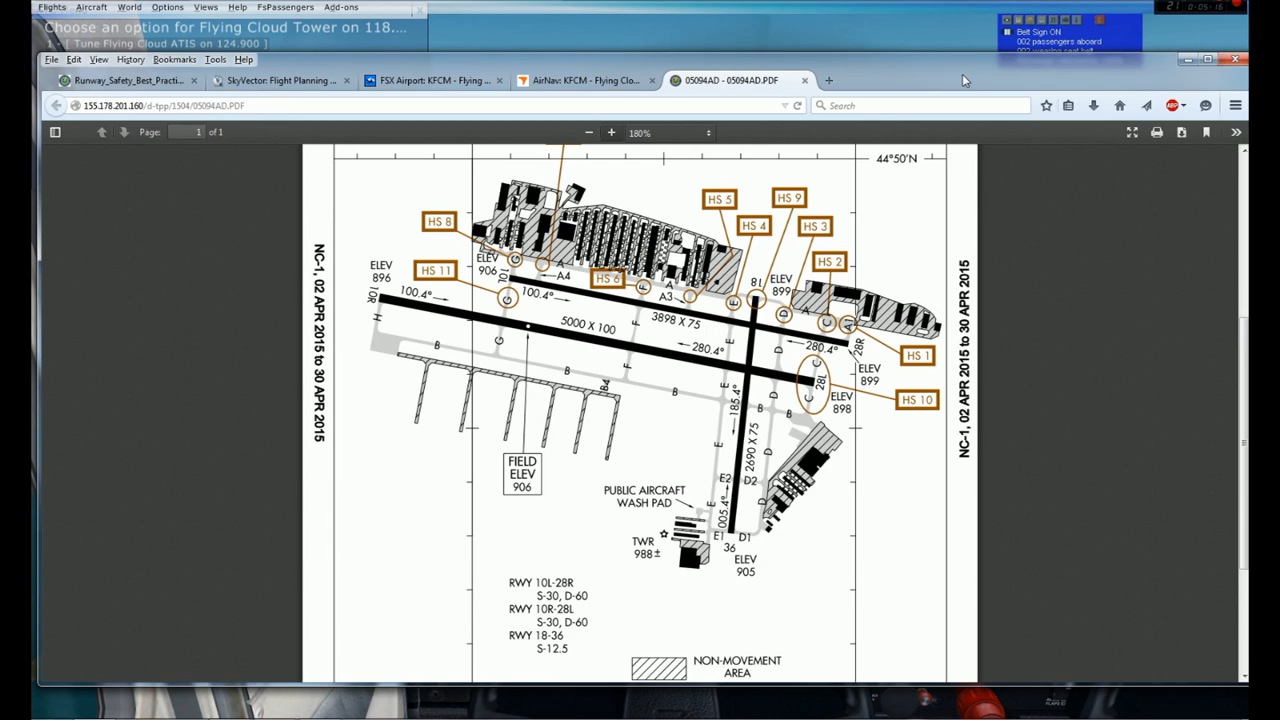 Flights Aircraft World Options Views Help FsPassengers Add-ons
Choose an option for Flying Cloud Tower on 118....
1 - [ Tune Flying Cloud ATIS on 124.900 ]
21 0:05:16
Belt Sign ON
002 passengers aboard
002 wearing seat belt
File Edit View History Bookmarks Tools Help
Runway_Safety_Best_Practi... SkyVector: Flight Planning ... FSX Airport: KFCM - Flying ... AirNav: KFCM - Flying Clo... 05094AD - 05094AD.PDF
155.178.201.160/d-tpp/1504/05094AD.PDF
Search
Page: 1 of 1
180%
44°50'N
NC-1, 02 APR 2015 to 30 APR 2015
NC-1, 02 APR 2015 to 30 APR 2015
HS 8
HS 5
HS 9
HS 4
HS 3
HS 2
HS 11
HS 6
HS 1
HS 10
ELEV
896
ELEV
906
ELEV
899
ELEV
899
ELEV
898
ELEV
905
10R
10L
18
28R
28L
36
100.4°
100.4°
280.4°
280.4°
185.4°
005.4°
5000 X 100
3898 X 75
2690 X 75
H
G
G
G
A
A4
F
F
F
A
A3
E
E
E
E
E
E1
E2
D
D
D
D
D
D1
D2
A
A1
C
C
C
B
B
B4
B
B
B
FIELD
ELEV
906
PUBLIC AIRCRAFT
WASH PAD
TWR
988±
RWY 10L-28R
S-30, D-60
RWY 10R-28L
S-30, D-60
RWY 18-36
S-12.5
NON-MOVEMENT
AREA